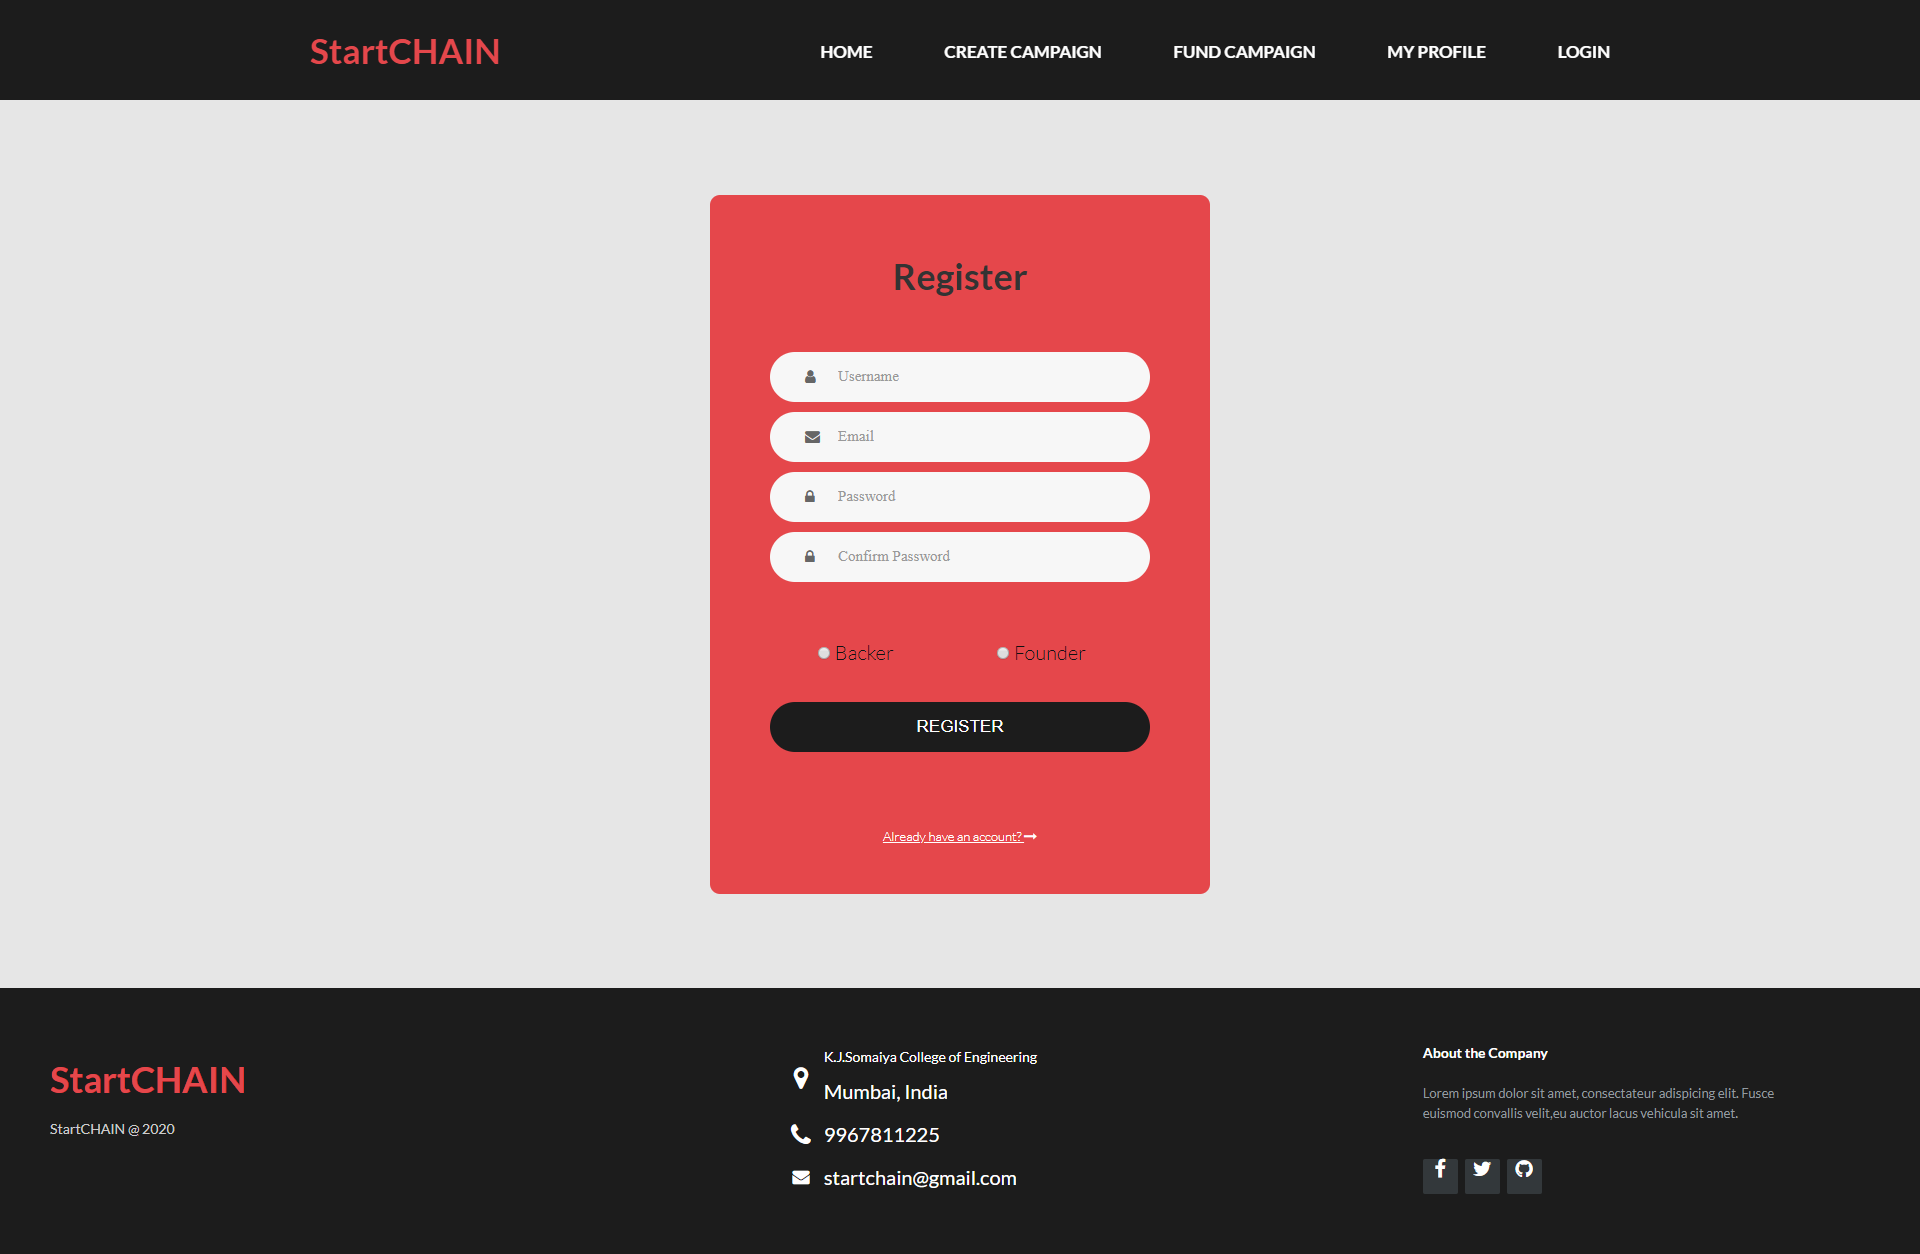 StartCHAIN
HOME CREATE CAMPAIGN FUND CAMPAIGN MY PROFILE LOGIN
Register
Username
Email
Password
Confirm Password
Backer Founder
REGISTER
Already have an account?
StartCHAIN
StartCHAIN @ 2020
K.J.Somaiya College of Engineering
Mumbai, India
9967811225
startchain@gmail.com
About the Company
Lorem ipsum dolor sit amet, consectateur adispicing elit. Fusce
euismod convallis velit,eu auctor lacus vehicula sit amet.